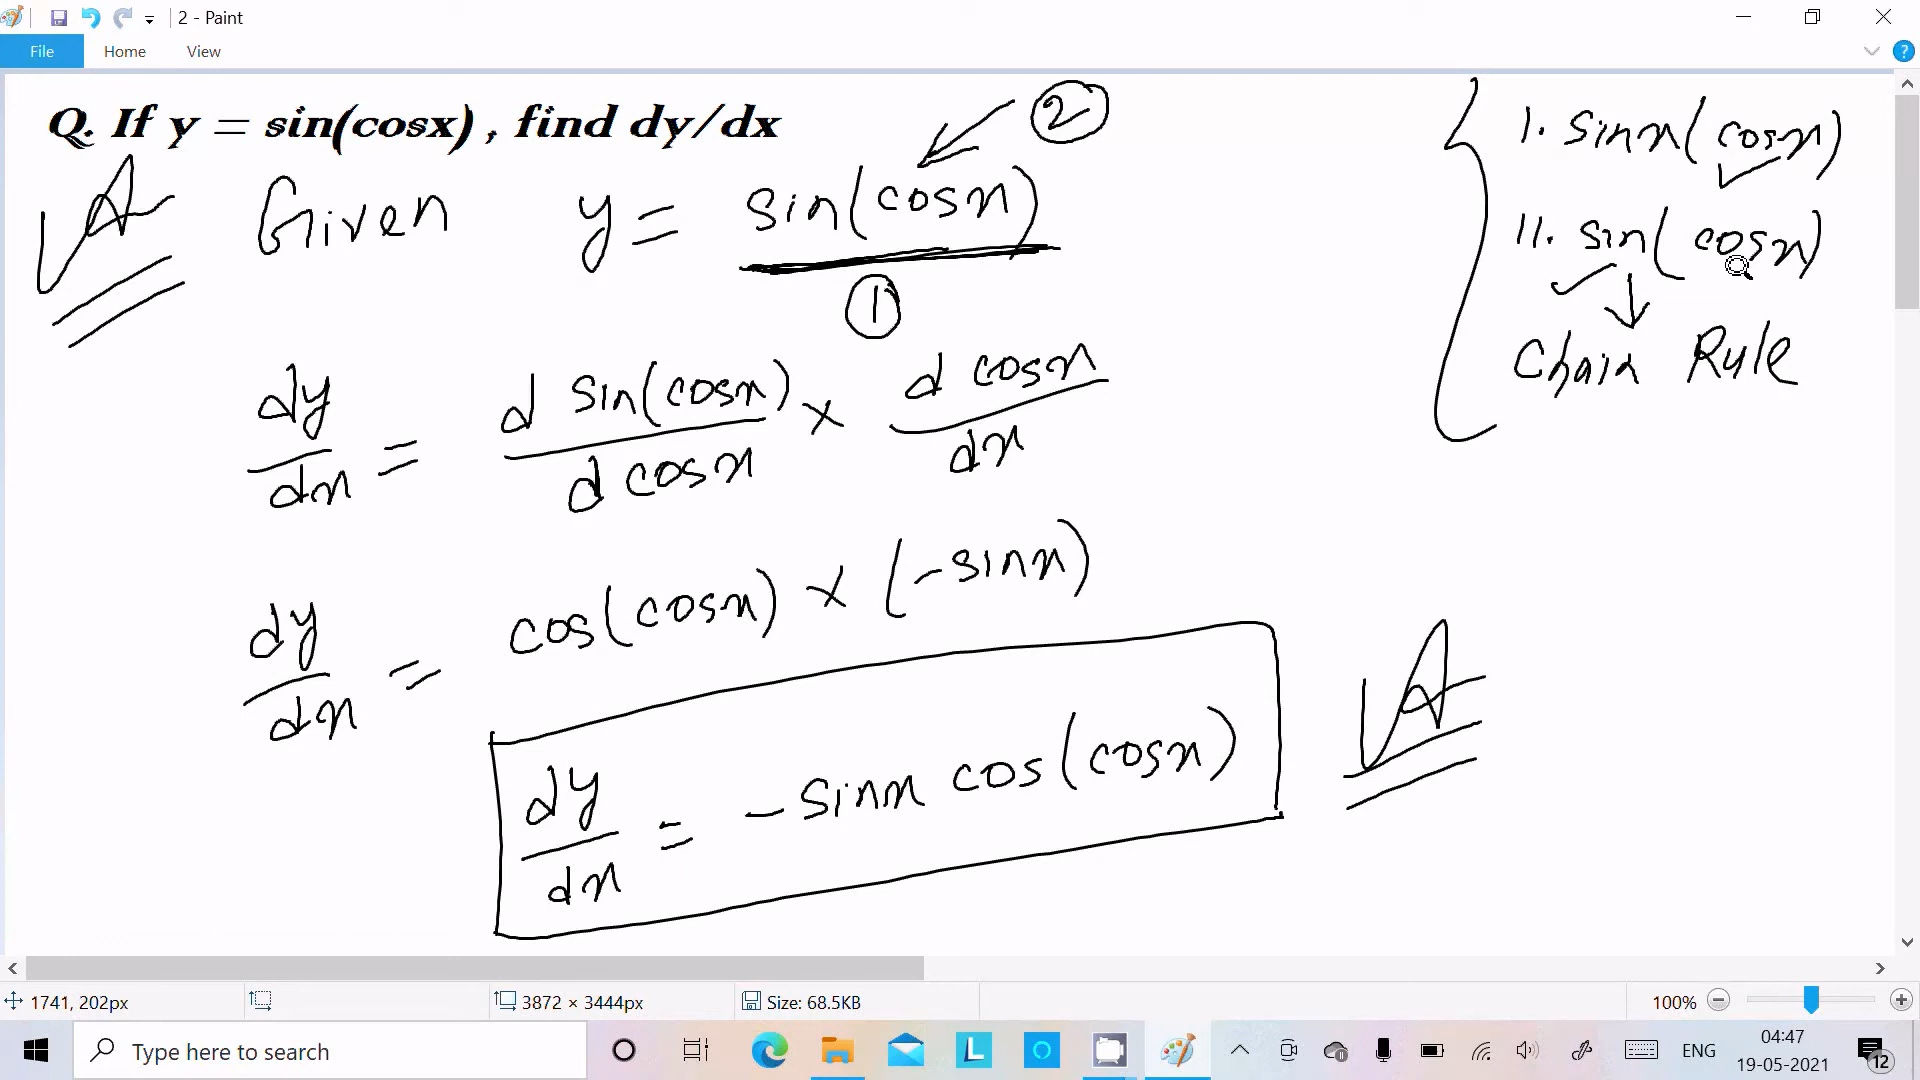 2 - Paint
File Home View
Q. If y = sin(cosx) , find dy/dx
2
Given y = sin(cosx)
1
dy/dx = d sin(cosx)/d cosx × d cosx/dx
dy/dx = cos(cosx) × (-sinx)
dy/dx = -sinx cos(cosx)
I. sinx(cosx)
II. sin(cosx)
Chain Rule
1741, 202px
3872 × 3444px
Size: 68.5KB
100%
Type here to search
L
ENG
04:47
19-05-2021
12